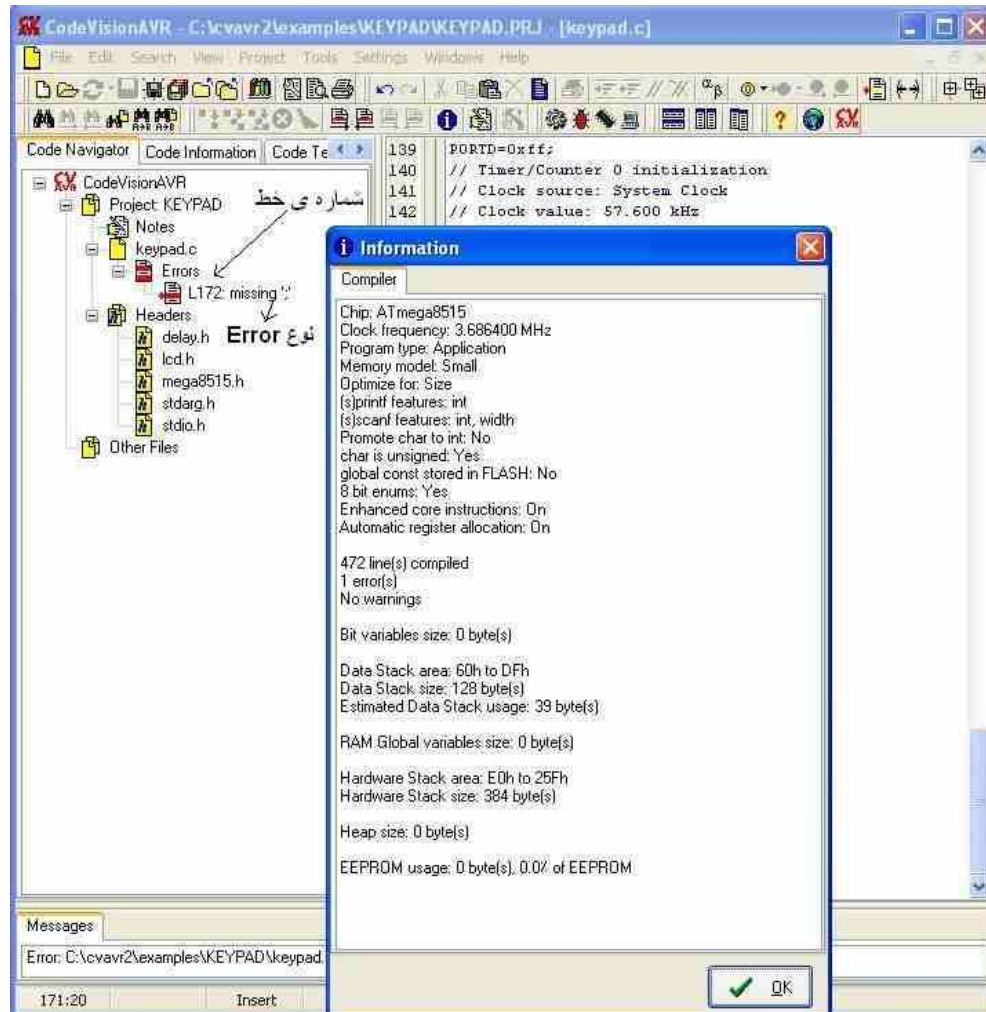 CodeVisionAVR - C:\cvavr2\examples\KEYPAD\KEYPAD.PRJ - [keypad.c]
File Edit Search View Project Tools Settings Windows Help
Code Navigator Code Information Code Te
CodeVisionAVR
Project: KEYPAD
Notes
keypad.c
Errors
L172: missing ';'
Headers
delay.h
lcd.h
mega8515.h
stdarg.h
stdio.h
Other Files
شماره ی خط
نوع Error
139 PORTD=0xff;
140 // Timer/Counter 0 initialization
141 // Clock source: System Clock
142 // Clock value: 57.600 kHz
Information
Compiler
Chip: ATmega8515
Clock frequency: 3.686400 MHz
Program type: Application
Memory model: Small
Optimize for: Size
(s)printf features: int
(s)scanf features: int, width
Promote char to int: No
char is unsigned: Yes
global const stored in FLASH: No
8 bit enums: Yes
Enhanced core instructions: On
Automatic register allocation: On
472 line(s) compiled
1 error(s)
No warnings
Bit variables size: 0 byte(s)
Data Stack area: 60h to DFh
Data Stack size: 128 byte(s)
Estimated Data Stack usage: 39 byte(s)
RAM Global variables size: 0 byte(s)
Hardware Stack area: E0h to 25Fh
Hardware Stack size: 384 byte(s)
Heap size: 0 byte(s)
EEPROM usage: 0 byte(s), 0.0% of EEPROM
OK
Messages
Error: C:\cvavr2\examples\KEYPAD\keypad.
171:20 Insert